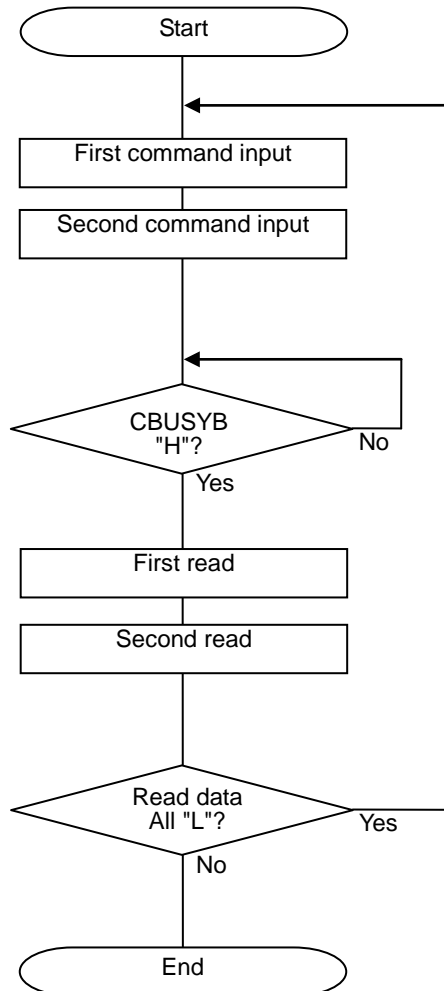 Start
First command input
Second command input
CBUSYB
"H"?
No
Yes
First read
Second read
Read data
All "L"?
Yes
No
End